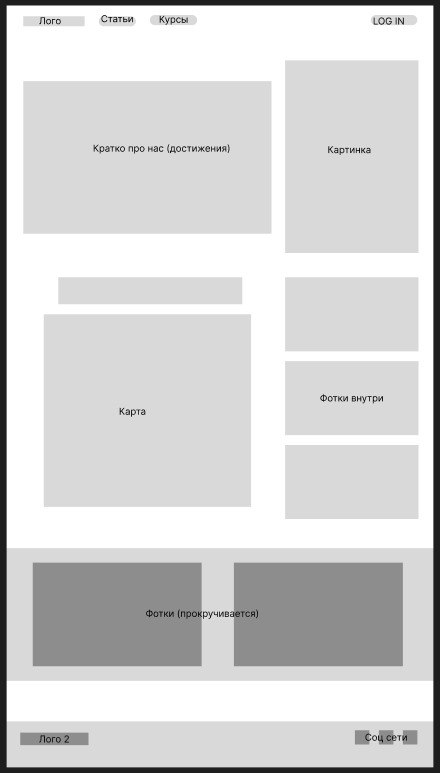 Лого
Статьи
Курсы
LOG IN
Кратко про нас (достижения)
Картинка
Карта
Фотки внутри
Фотки (прокручивается)
Лого 2
Соц сети